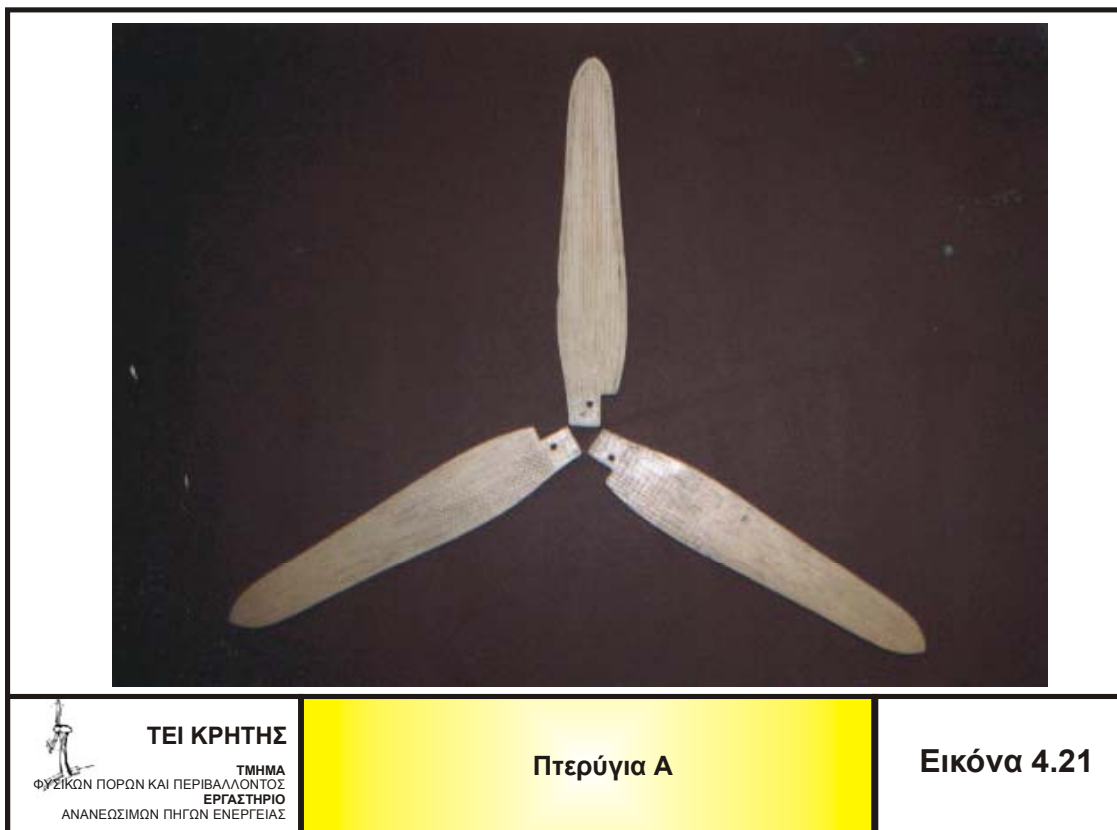 ΤΕΙ ΚΡΗΤΗΣ
ΤΜΗΜΑ
ΦΥΣΙΚΩΝ ΠΟΡΩΝ ΚΑΙ ΠΕΡΙΒΑΛΛΟΝΤΟΣ
ΕΡΓΑΣΤΗΡΙΟ
ΑΝΑΝΕΩΣΙΜΩΝ ΠΗΓΩΝ ΕΝΕΡΓΕΙΑΣ
Πτερύγια Α
Εικόνα 4.21